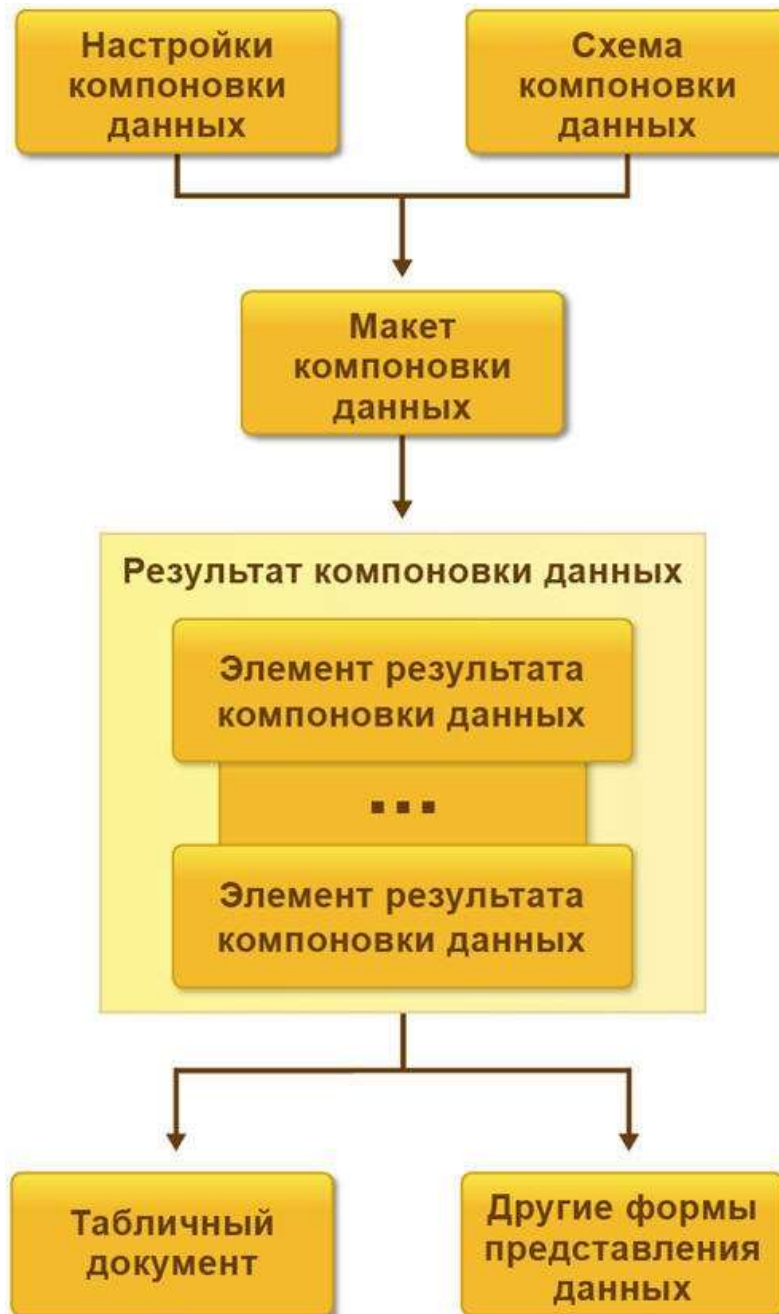 Настройки
компоновки
данных
Схема
компоновки
данных
Макет
компоновки
данных
Результат компоновки данных
Элемент результата
компоновки данных
...
Элемент результата
компоновки данных
Табличный
документ
Другие формы
представления
данных